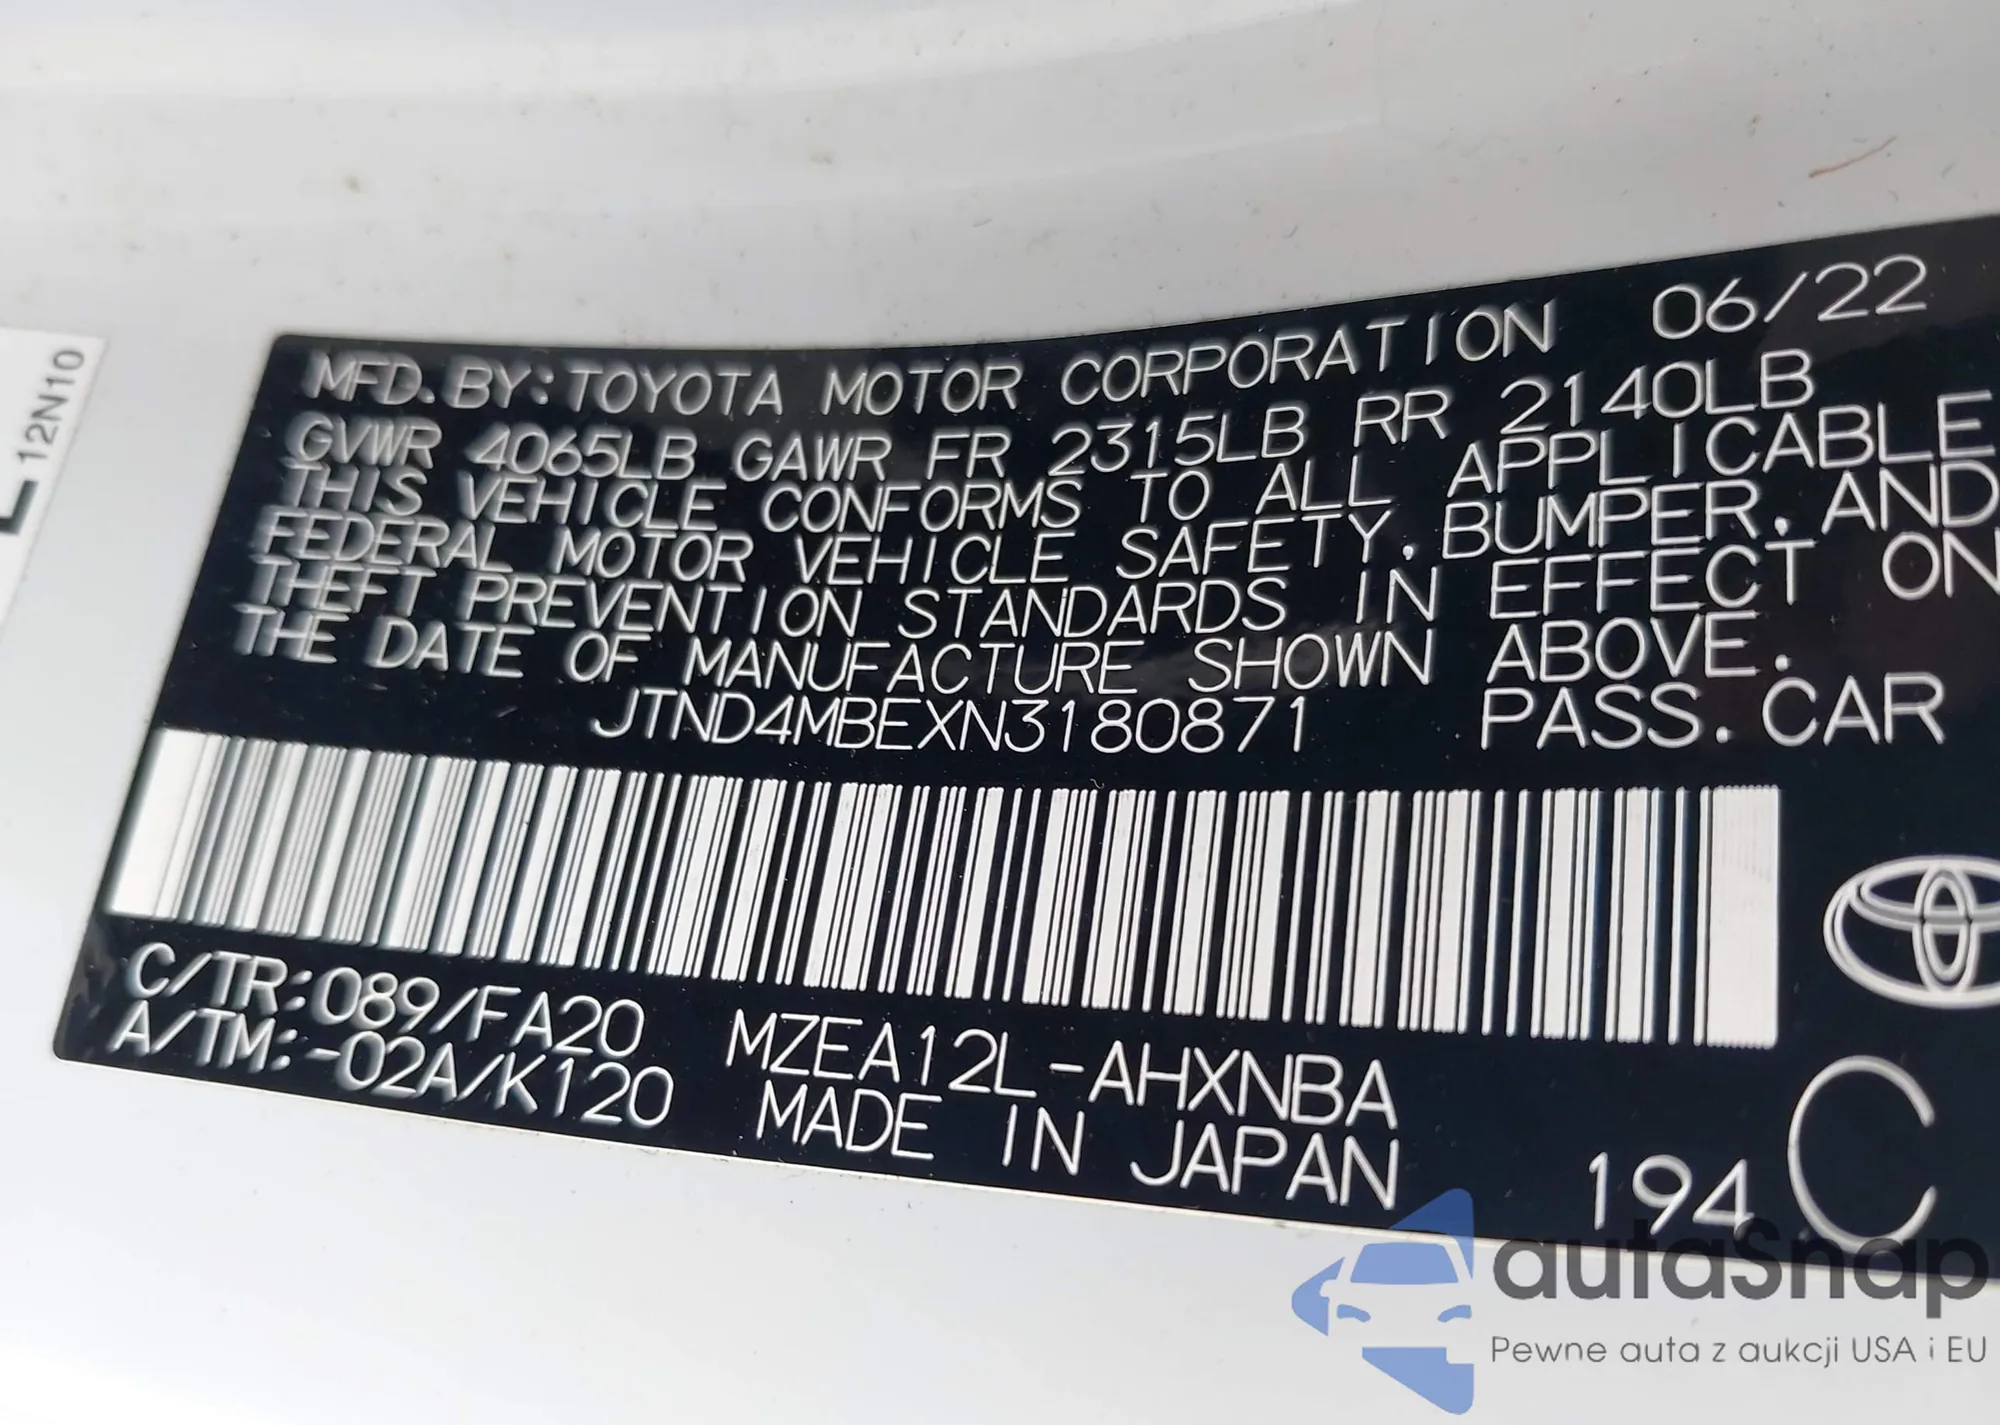 MFD.BY:TOYOTA MOTOR CORPORATION 06/22
GVWR 4065LB GAWR FR 2315LB RR 2140LB
THIS VEHICLE CONFORMS TO ALL APPLICABLE
FEDERAL MOTOR VEHICLE SAFETY, BUMPER, AND
THEFT PREVENTION STANDARDS IN EFFECT ON
THE DATE OF MANUFACTURE SHOWN ABOVE.
JTND4MBEXN3180871 PASS.CAR
C/TR:089/FA20 MZEA12L-AHXNBA
A/TM:-02A/K120 MADE IN JAPAN
194 C
12N10
autaSnap
Pewne auta z aukcji USA i EU